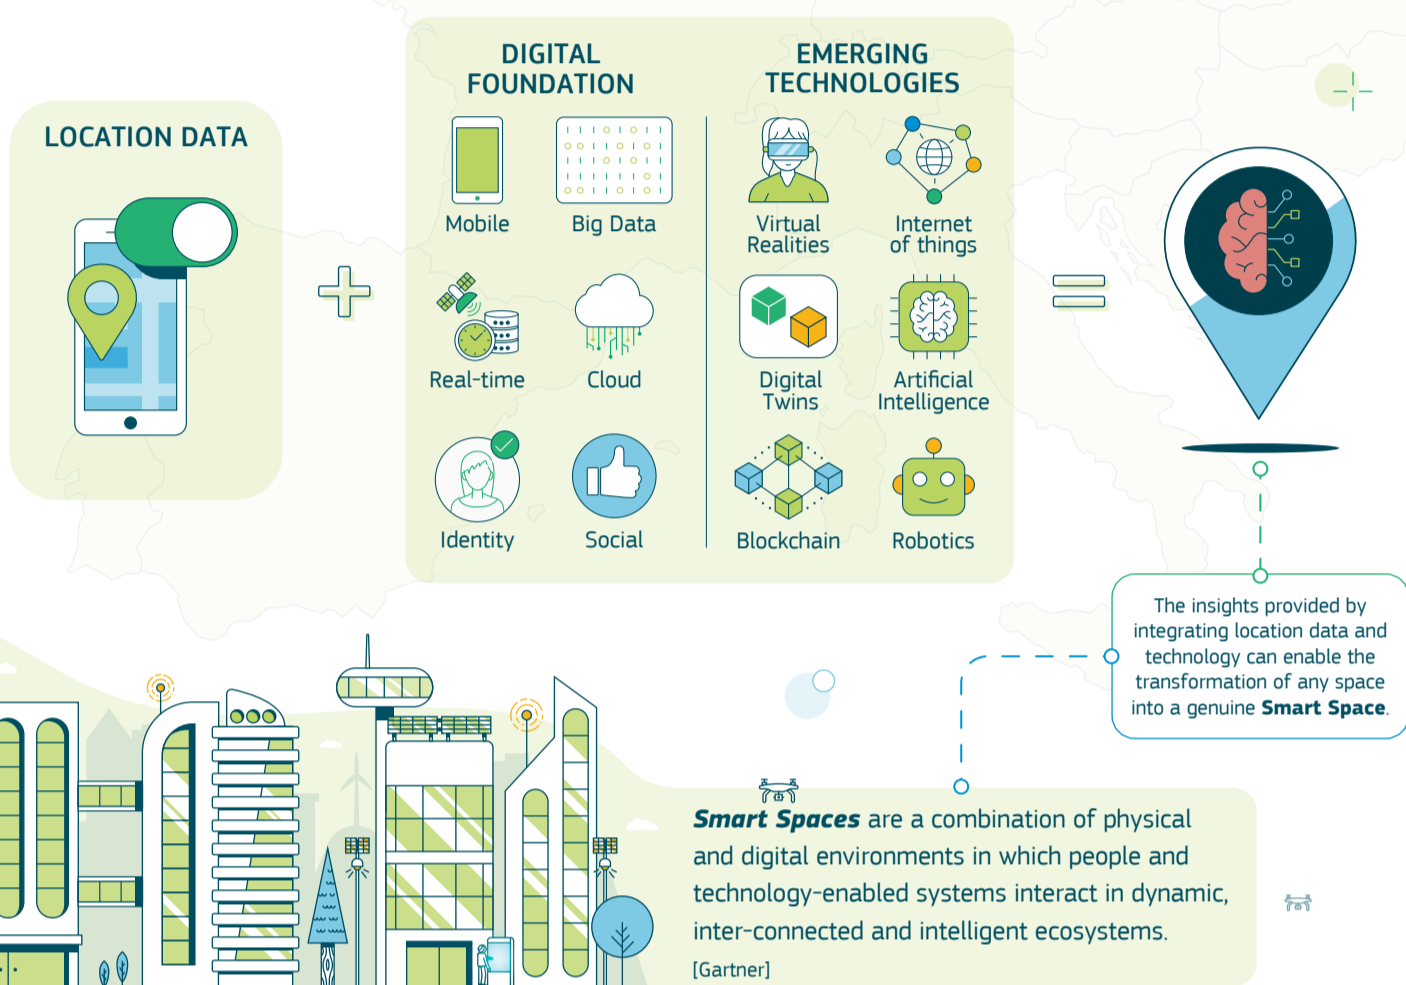 LOCATION DATA
DIGITAL
FOUNDATION
Mobile
Big Data
Real-time
Cloud
Identity
Social
EMERGING
TECHNOLOGIES
Virtual
Realities
Internet
of things
Digital
Twins
Artificial
Intelligence
Blockchain
Robotics
The insights provided by
integrating location data and
technology can enable the
transformation of any space
into a genuine Smart Space.
Smart Spaces are a combination of physical
and digital environments in which people and
technology-enabled systems interact in dynamic,
inter-connected and intelligent ecosystems.
[Gartner]